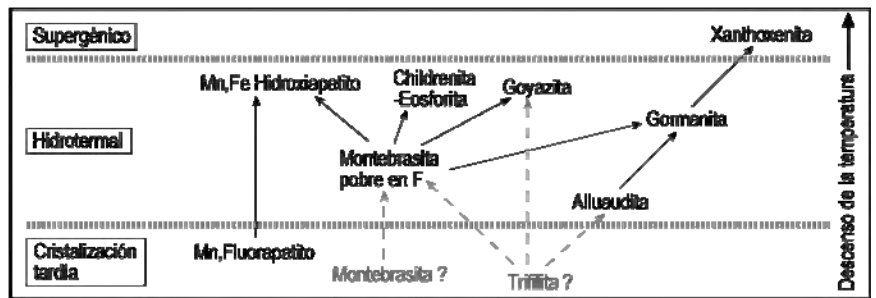 Supergénico
Xanthoxenita
Mn,Fe Hidroxiapatito
Childrenita
-Eosforita
Goyazita
Gormanita
Hidrotermal
Montebrasita
pobre en F
Alluaudita
Cristalización
tardia
Mn,Fluorapatito
Montebrasita ?
Trifilita ?
Descenso de la temperatura